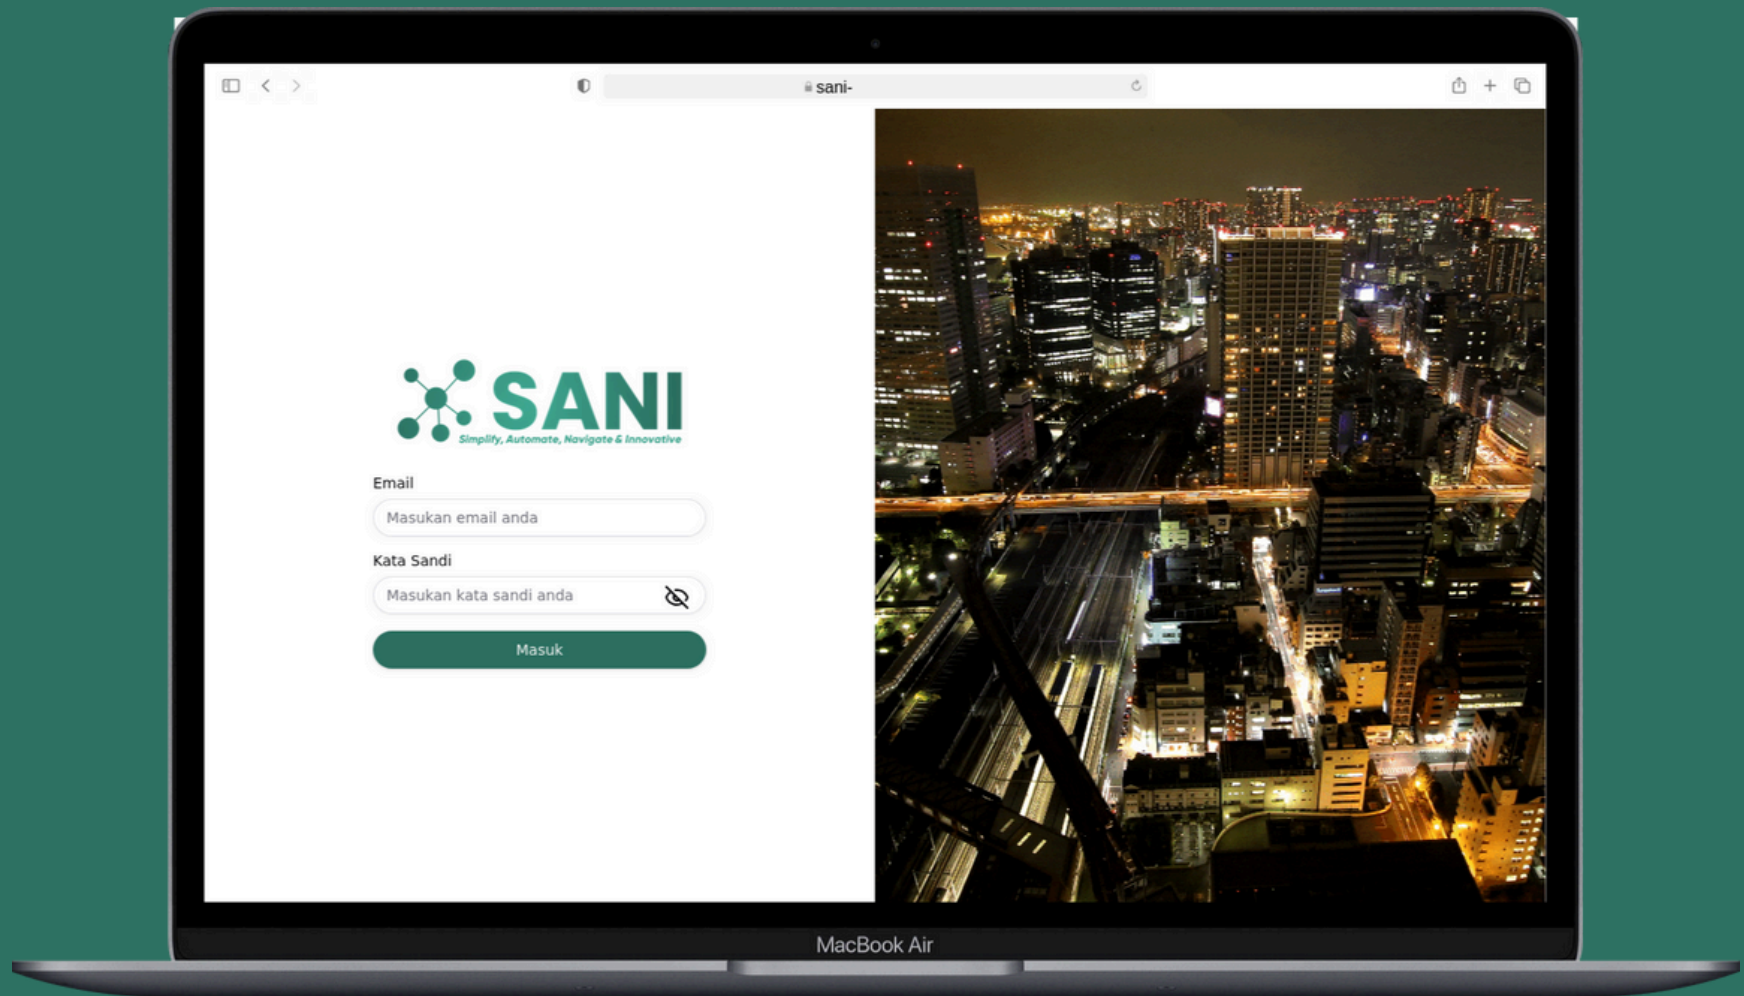 sani-
SANI
Simplify, Automate, Navigate & Innovative
Email
Masukan email anda
Kata Sandi
Masukan kata sandi anda
Masuk
MacBook Air